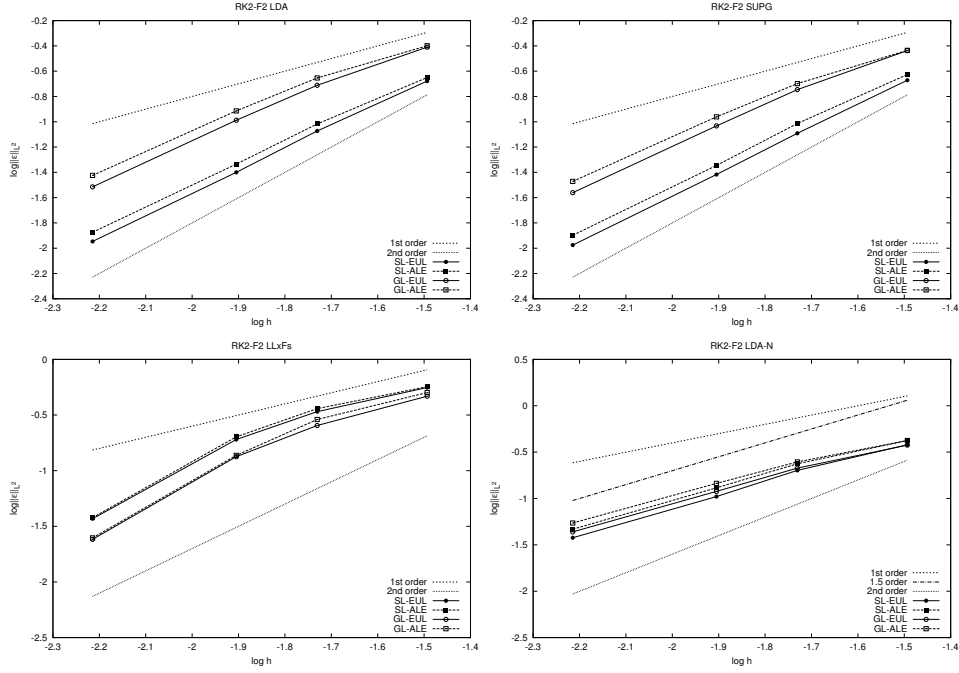 RK2-F2 LDA
-0.2
-0.4
-0.6
-0.8
-1
-1.2
-1.4
-1.6
-1.8
-2
-2.2
-2.4
log||ε||L²
1st order
2nd order
SL-EUL
SL-ALE
GL-EUL
GL-ALE
-2.3 -2.2 -2.1 -2 -1.9 -1.8 -1.7 -1.6 -1.5 -1.4
log h
RK2-F2 SUPG
-0.2
-0.4
-0.6
-0.8
-1
-1.2
-1.4
-1.6
-1.8
-2
-2.2
-2.4
log||ε||L²
1st order
2nd order
SL-EUL
SL-ALE
GL-EUL
GL-ALE
-2.3 -2.2 -2.1 -2 -1.9 -1.8 -1.7 -1.6 -1.5 -1.4
log h
RK2-F2 LLxFs
0
-0.5
-1
-1.5
-2
-2.5
log||ε||L²
1st order
2nd order
SL-EUL
SL-ALE
GL-EUL
GL-ALE
-2.3 -2.2 -2.1 -2 -1.9 -1.8 -1.7 -1.6 -1.5 -1.4
log h
RK2-F2 LDA-N
0.5
0
-0.5
-1
-1.5
-2
-2.5
log||ε||L²
1st order
1.5 order
2nd order
SL-EUL
SL-ALE
GL-EUL
GL-ALE
-2.3 -2.2 -2.1 -2 -1.9 -1.8 -1.7 -1.6 -1.5 -1.4
log h